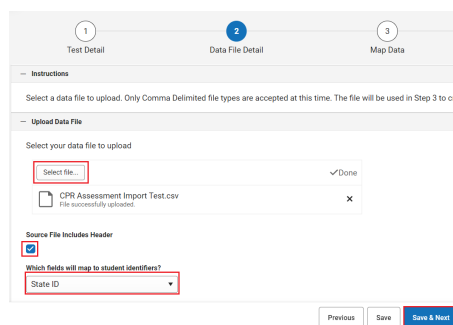 1 2 3
Test Detail Data File Detail Map Data
Instructions
Select a data file to upload. Only Comma Delimited file types are accepted at this time. The file will be used in Step 3 to
Upload Data File
Select your data file to upload
Select file... ✓Done
CPR Assessment Import Test.csv
File successfully uploaded.
Source File Includes Header
Which fields will map to student identifiers?
State ID
Previous Save Save & Next